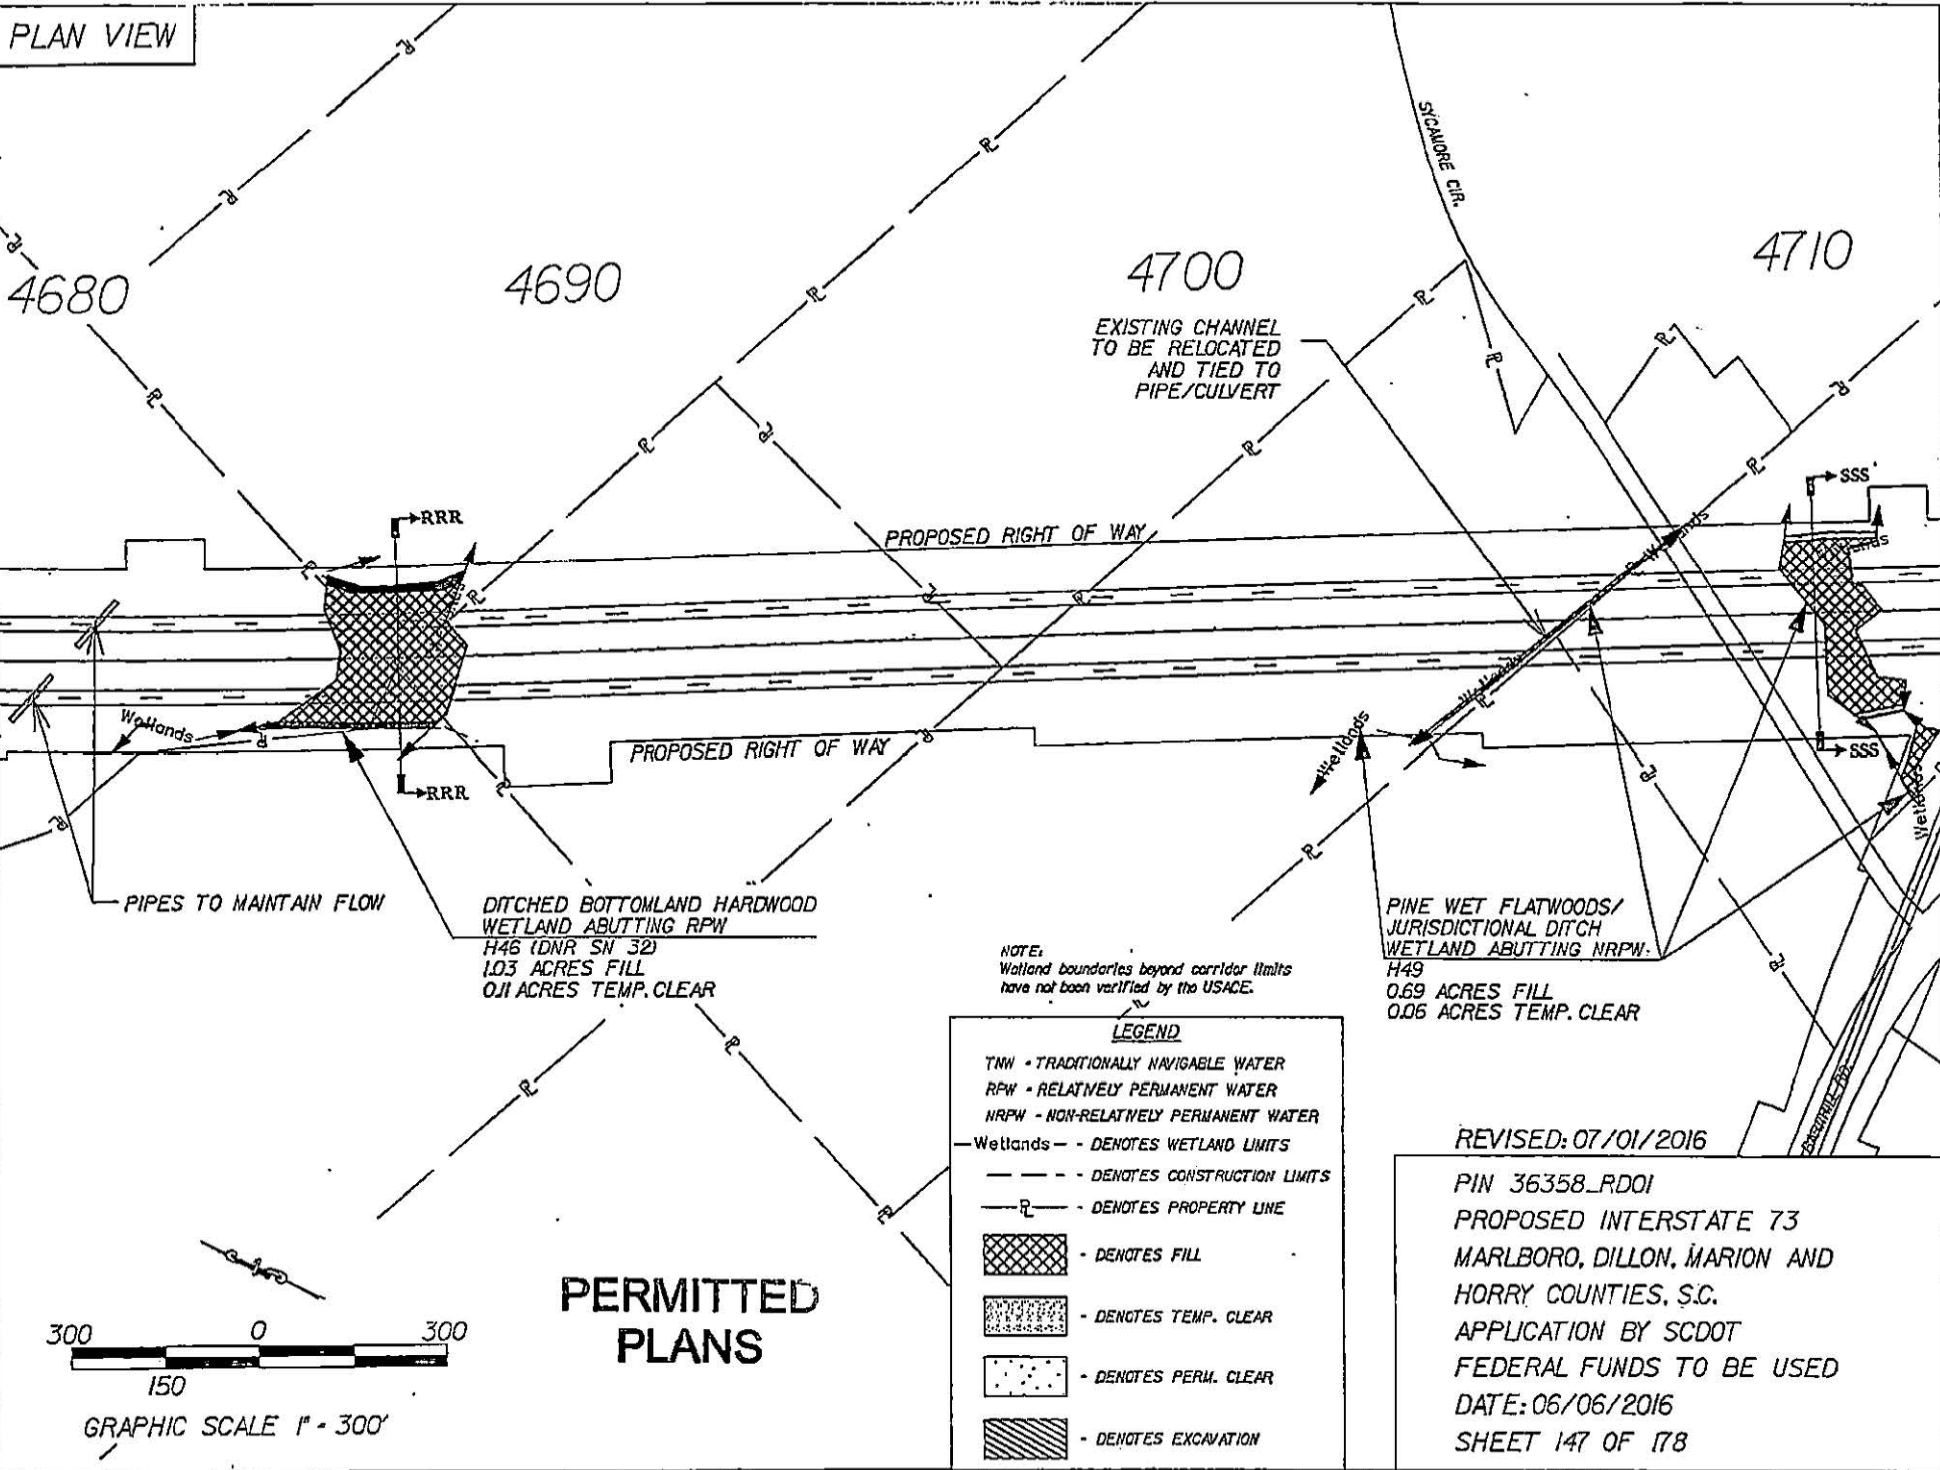 PLAN VIEW
SYCAMORE CIR.
4680
4690
4700
4710
EXISTING CHANNEL
TO BE RELOCATED
AND TIED TO
PIPE/CULVERT
RRR
SSS
PROPOSED RIGHT OF WAY
Wetlands
Wetlands
Wetlands
PROPOSED RIGHT OF WAY
Wetlands
SSS
RRR
Wetlands
PIPES TO MAINTAIN FLOW
DITCHED BOTTOMLAND HARDWOOD
WETLAND ABUTTING RPW
H46 (DNR SN 32)
1.03 ACRES FILL
0.11 ACRES TEMP. CLEAR
PINE WET FLATWOODS/
JURISDICTIONAL DITCH
WETLAND ABUTTING NRPW:
H49
0.69 ACRES FILL
0.06 ACRES TEMP. CLEAR
NOTE:
Wetland boundaries beyond corridor limits
have not been verified by the USACE.
LEGEND
TNW - TRADITIONALLY NAVIGABLE WATER
RPW - RELATIVELY PERMANENT WATER
NRPW - NON-RELATIVELY PERMANENT WATER
Wetlands - DENOTES WETLAND LIMITS
- DENOTES CONSTRUCTION LIMITS
PL - DENOTES PROPERTY LINE
- DENOTES FILL
- DENOTES TEMP. CLEAR
- DENOTES PERM. CLEAR
- DENOTES EXCAVATION
300 0 300
150
GRAPHIC SCALE 1" = 300'
PERMITTED
PLANS
REVISED: 07/01/2016
PIN 36358_RD01
PROPOSED INTERSTATE 73
MARLBORO, DILLON, MARION AND
HORRY COUNTIES, S.C.
APPLICATION BY SCDOT
FEDERAL FUNDS TO BE USED
DATE: 06/06/2016
SHEET 147 OF 178